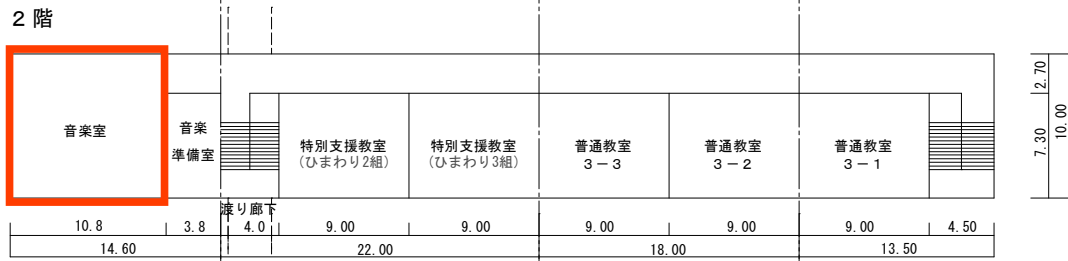 ２階
音楽室
音楽
準備室
特別支援教室
(ひまわり2組)
特別支援教室
(ひまわり3組)
普通教室
３－３
普通教室
３－２
普通教室
３－１
2.70
7.30
10.00
渡り廊下
10.8 3.8 4.0 9.00 9.00 9.00 9.00 9.00 4.50
14.60 22.00 18.00 13.50